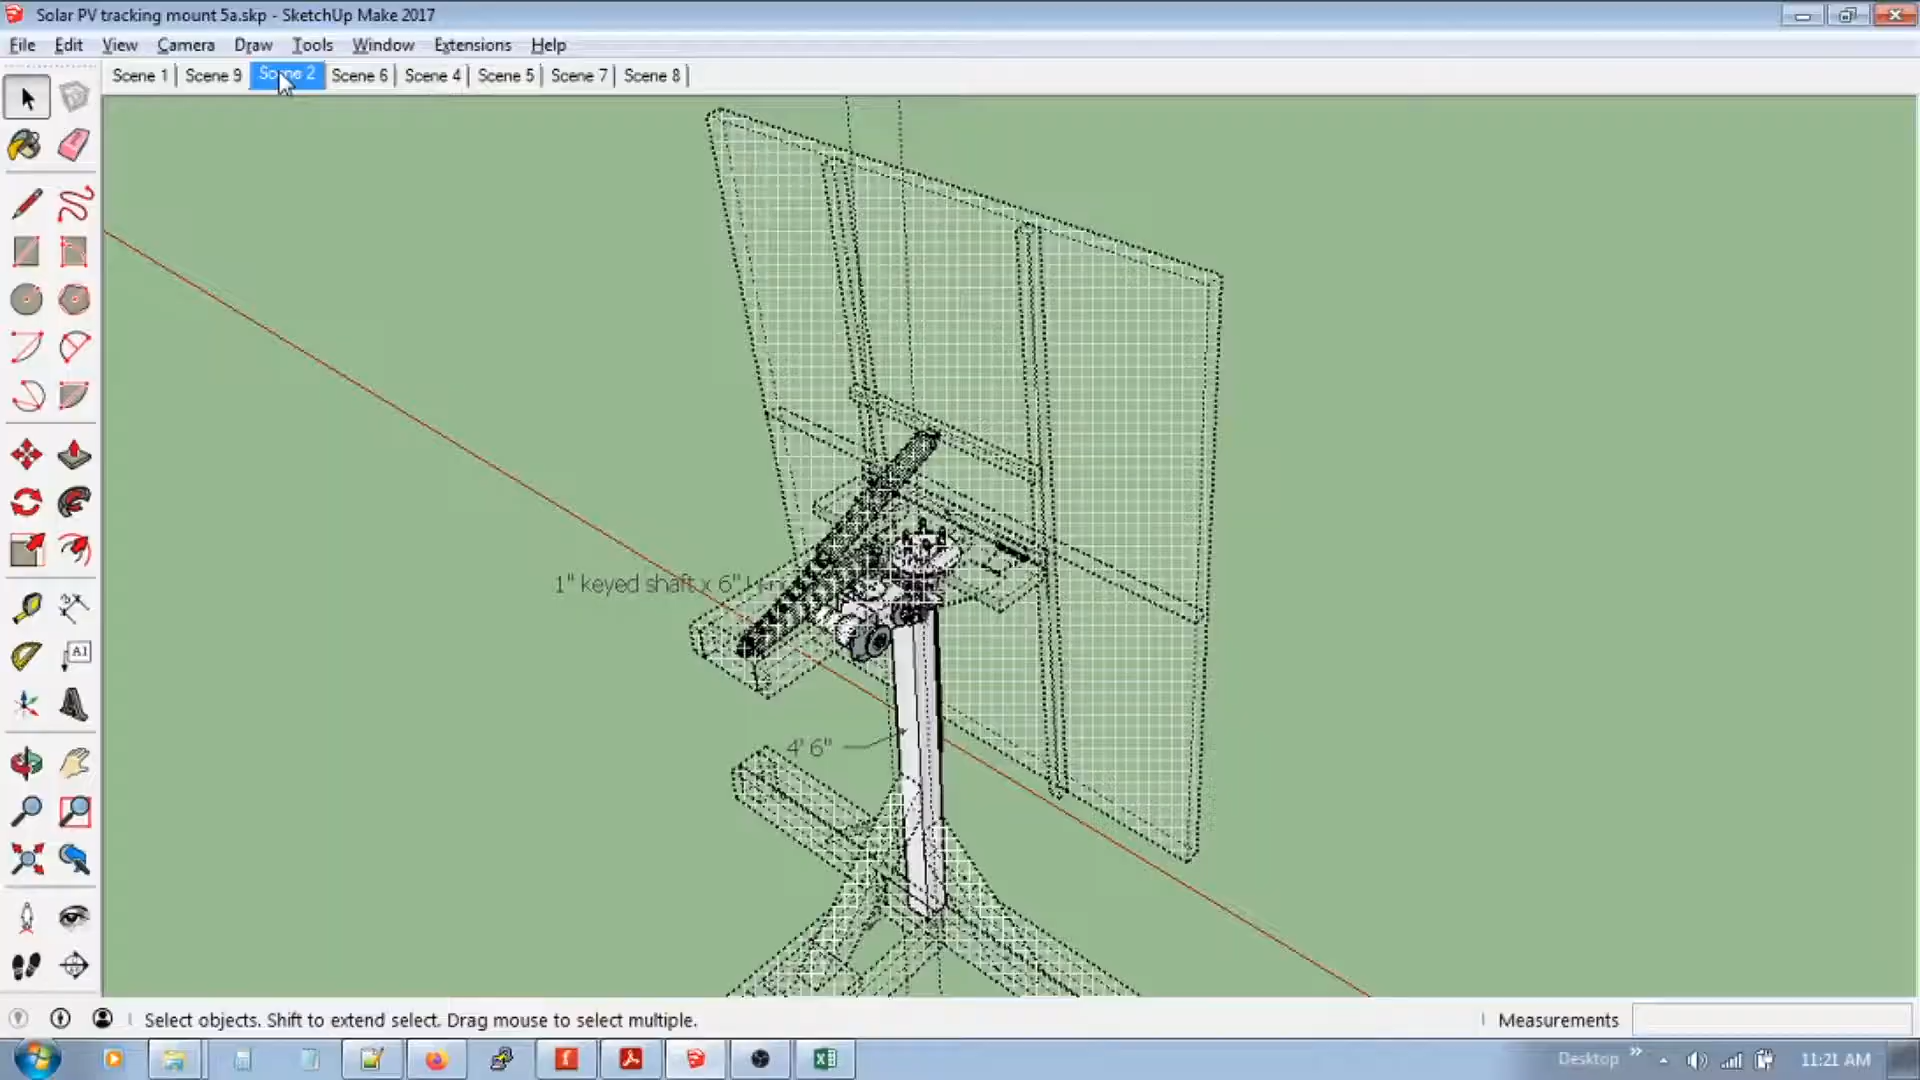 Solar PV tracking mount 5a.skp - SketchUp Make 2017
File Edit View Camera Draw Tools Window Extensions Help
Scene 1 Scene 9 Scene 2 Scene 6 Scene 4 Scene 5 Scene 7 Scene 8
1" keyed shaft x 6"
4' 6"
Select objects. Shift to extend select. Drag mouse to select multiple.
Measurements
Desktop
11:21 AM